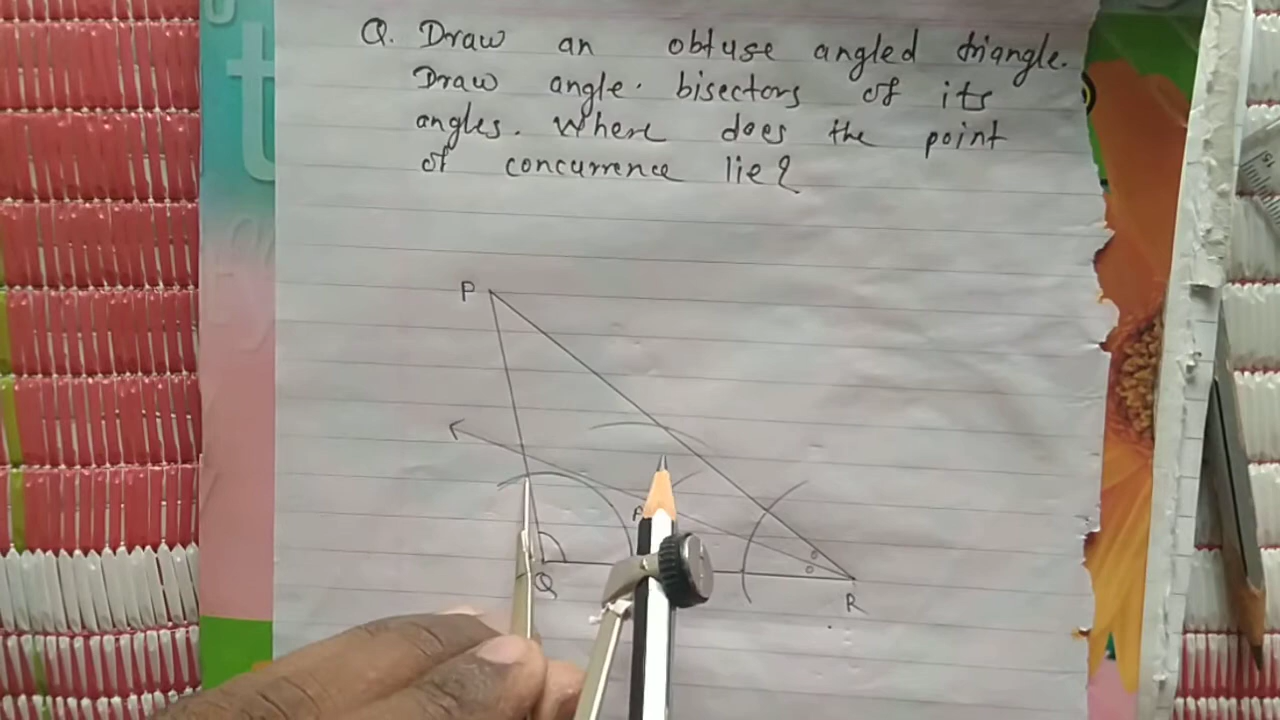 Q. Draw an obtuse angled triangle.
Draw angle bisectors of its
angles. Where does the point
of concurrence lie?
P
Q
R